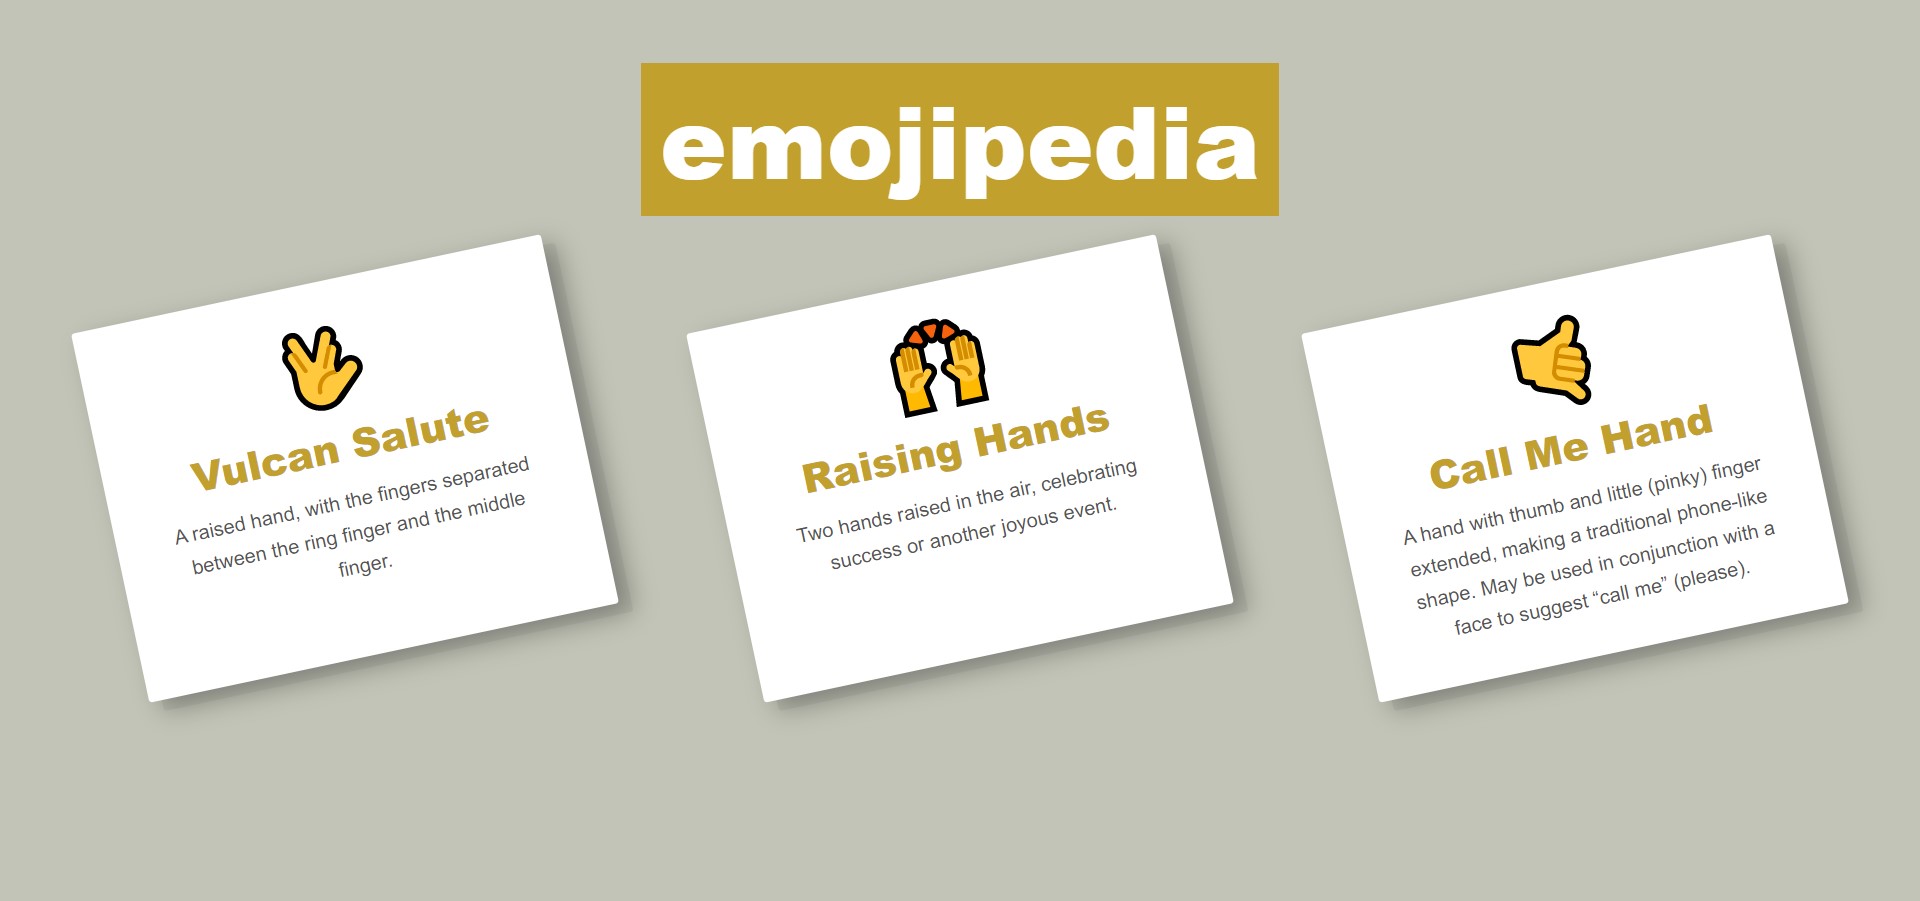 emojipedia
Vulcan Salute
A raised hand, with the fingers separated
between the ring finger and the middle
finger.
Raising Hands
Two hands raised in the air, celebrating
success or another joyous event.
Call Me Hand
A hand with thumb and little (pinky) finger
extended, making a traditional phone-like
shape. May be used in conjunction with a
face to suggest “call me” (please).